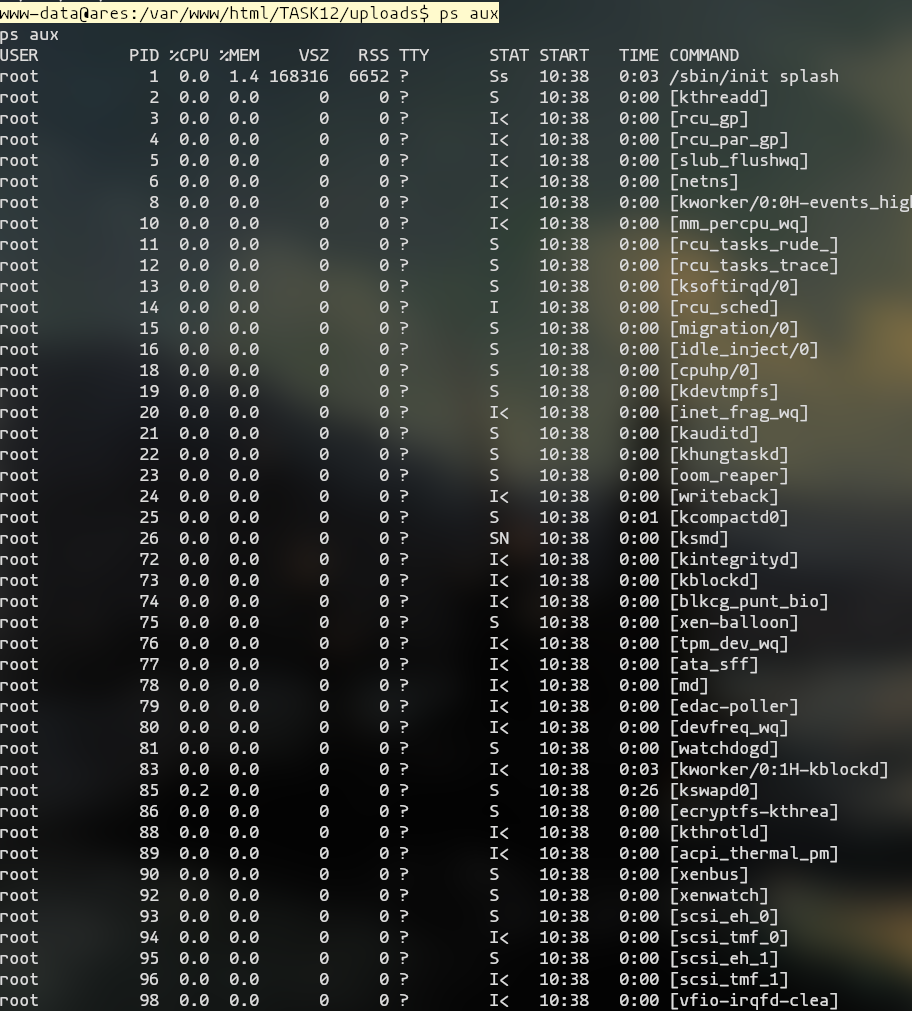 www-data@ares:/var/www/html/TASK12/uploads$ ps aux
ps aux
USER PID %CPU %MEM VSZ RSS TTY STAT START TIME COMMAND
root 1 0.0 1.4 168316 6652 ? Ss 10:38 0:03 /sbin/init splash
root 2 0.0 0.0 0 0 ? S 10:38 0:00 [kthreadd]
root 3 0.0 0.0 0 0 ? I< 10:38 0:00 [rcu_gp]
root 4 0.0 0.0 0 0 ? I< 10:38 0:00 [rcu_par_gp]
root 5 0.0 0.0 0 0 ? I< 10:38 0:00 [slub_flushwq]
root 6 0.0 0.0 0 0 ? I< 10:38 0:00 [netns]
root 8 0.0 0.0 0 0 ? I< 10:38 0:00 [kworker/0:0H-events_high
root 10 0.0 0.0 0 0 ? I< 10:38 0:00 [mm_percpu_wq]
root 11 0.0 0.0 0 0 ? S 10:38 0:00 [rcu_tasks_rude_]
root 12 0.0 0.0 0 0 ? S 10:38 0:00 [rcu_tasks_trace]
root 13 0.0 0.0 0 0 ? S 10:38 0:00 [ksoftirqd/0]
root 14 0.0 0.0 0 0 ? I 10:38 0:00 [rcu_sched]
root 15 0.0 0.0 0 0 ? S 10:38 0:00 [migration/0]
root 16 0.0 0.0 0 0 ? S 10:38 0:00 [idle_inject/0]
root 18 0.0 0.0 0 0 ? S 10:38 0:00 [cpuhp/0]
root 19 0.0 0.0 0 0 ? S 10:38 0:00 [kdevtmpfs]
root 20 0.0 0.0 0 0 ? I< 10:38 0:00 [inet_frag_wq]
root 21 0.0 0.0 0 0 ? S 10:38 0:00 [kauditd]
root 22 0.0 0.0 0 0 ? S 10:38 0:00 [khungtaskd]
root 23 0.0 0.0 0 0 ? S 10:38 0:00 [oom_reaper]
root 24 0.0 0.0 0 0 ? I< 10:38 0:00 [writeback]
root 25 0.0 0.0 0 0 ? S 10:38 0:01 [kcompactd0]
root 26 0.0 0.0 0 0 ? SN 10:38 0:00 [ksmd]
root 72 0.0 0.0 0 0 ? I< 10:38 0:00 [kintegrityd]
root 73 0.0 0.0 0 0 ? I< 10:38 0:00 [kblockd]
root 74 0.0 0.0 0 0 ? I< 10:38 0:00 [blkcg_punt_bio]
root 75 0.0 0.0 0 0 ? S 10:38 0:00 [xen-balloon]
root 76 0.0 0.0 0 0 ? I< 10:38 0:00 [tpm_dev_wq]
root 77 0.0 0.0 0 0 ? I< 10:38 0:00 [ata_sff]
root 78 0.0 0.0 0 0 ? I< 10:38 0:00 [md]
root 79 0.0 0.0 0 0 ? I< 10:38 0:00 [edac-poller]
root 80 0.0 0.0 0 0 ? I< 10:38 0:00 [devfreq_wq]
root 81 0.0 0.0 0 0 ? S 10:38 0:00 [watchdogd]
root 83 0.0 0.0 0 0 ? I< 10:38 0:03 [kworker/0:1H-kblockd]
root 85 0.2 0.0 0 0 ? S 10:38 0:26 [kswapd0]
root 86 0.0 0.0 0 0 ? S 10:38 0:00 [ecryptfs-kthrea]
root 88 0.0 0.0 0 0 ? I< 10:38 0:00 [kthrotld]
root 89 0.0 0.0 0 0 ? I< 10:38 0:00 [acpi_thermal_pm]
root 90 0.0 0.0 0 0 ? S 10:38 0:00 [xenbus]
root 92 0.0 0.0 0 0 ? S 10:38 0:00 [xenwatch]
root 93 0.0 0.0 0 0 ? S 10:38 0:00 [scsi_eh_0]
root 94 0.0 0.0 0 0 ? I< 10:38 0:00 [scsi_tmf_0]
root 95 0.0 0.0 0 0 ? S 10:38 0:00 [scsi_eh_1]
root 96 0.0 0.0 0 0 ? I< 10:38 0:00 [scsi_tmf_1]
root 98 0.0 0.0 0 0 ? I< 10:38 0:00 [vfio-irqfd-clea]